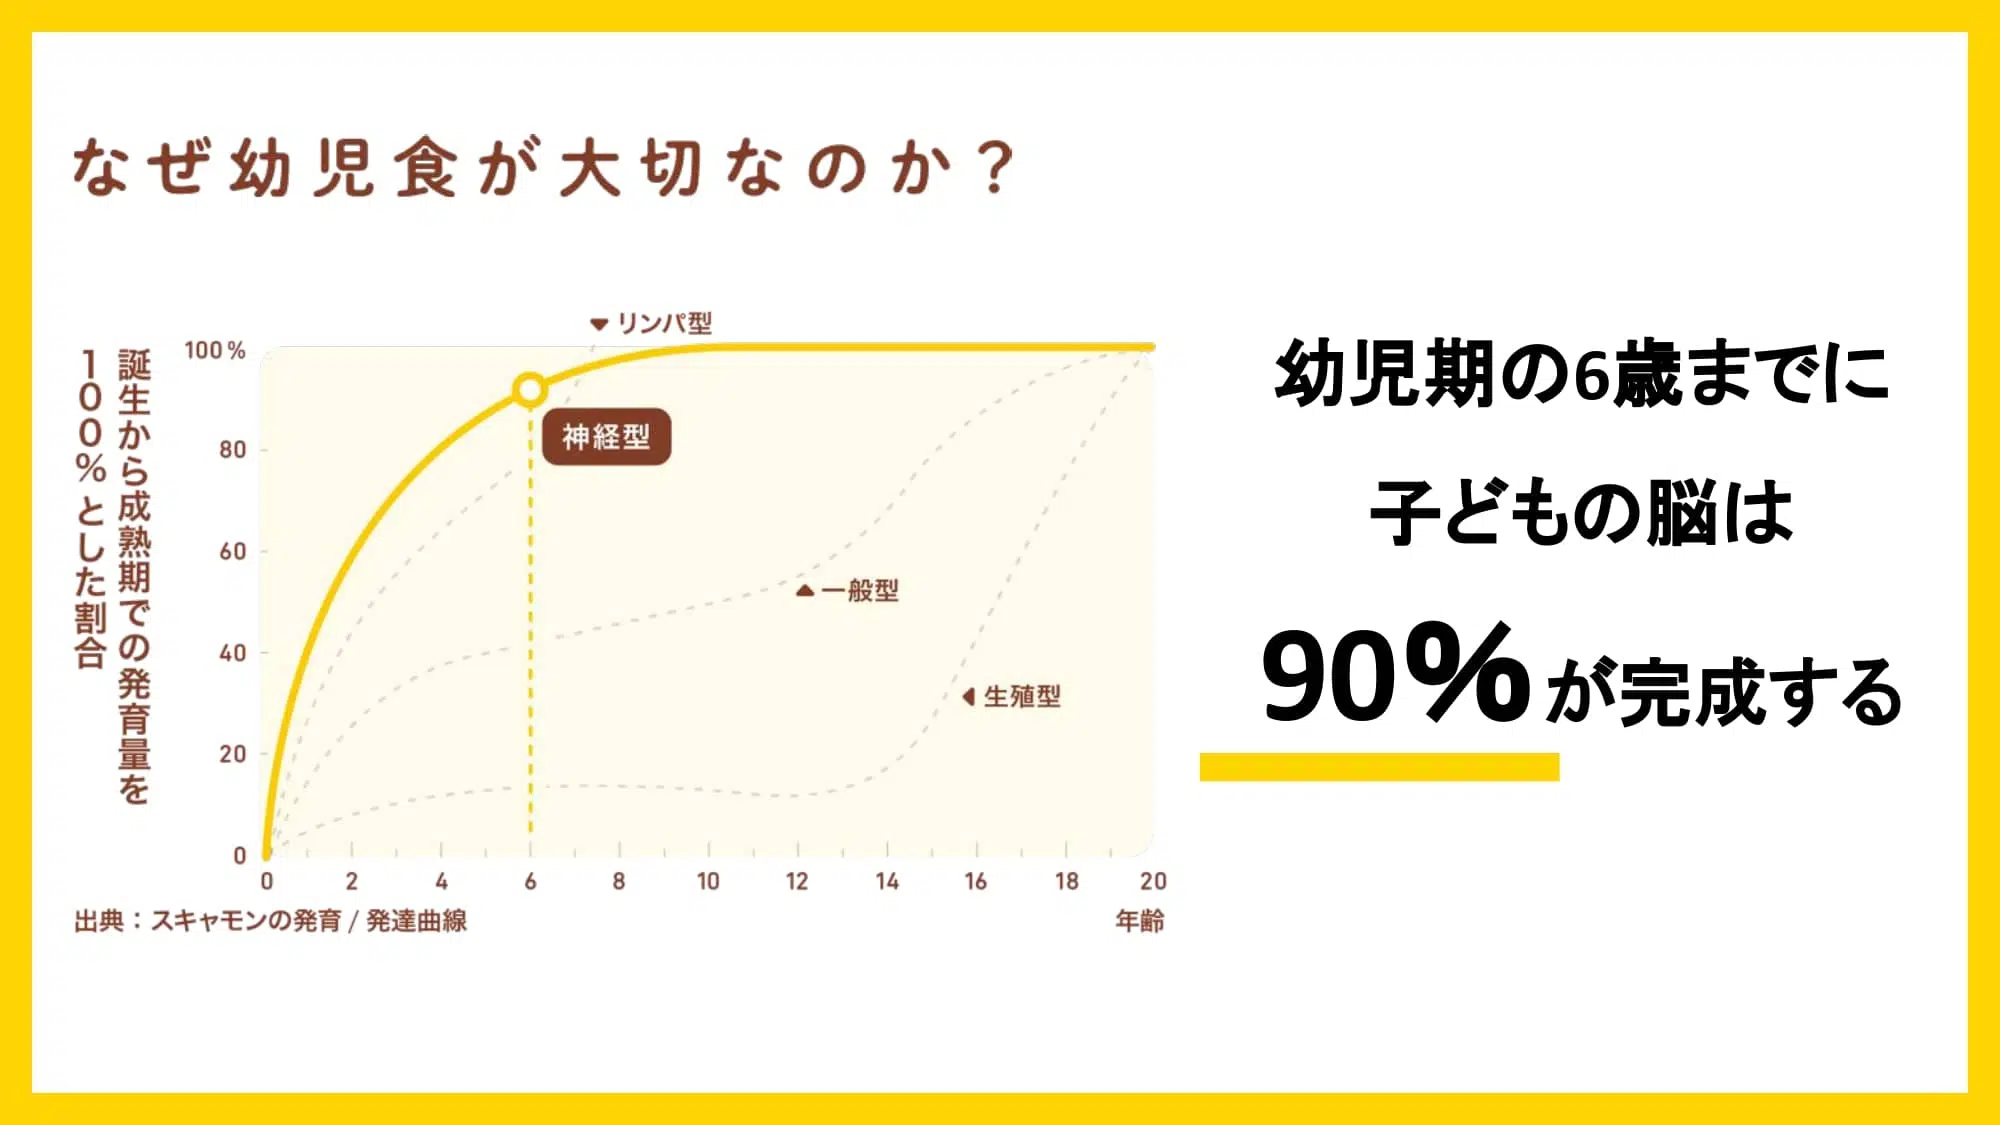 なぜ幼児食が大切なのか？
誕生から成熟期での発育量を
100％とした割合
100%
80
60
40
20
0
0 2 4 6 8 10 12 14 16 18 20
年齢
▼リンパ型
神経型
▲一般型
◀生殖型
出典：スキャモンの発育 / 発達曲線
幼児期の6歳までに
子どもの脳は
90%が完成する